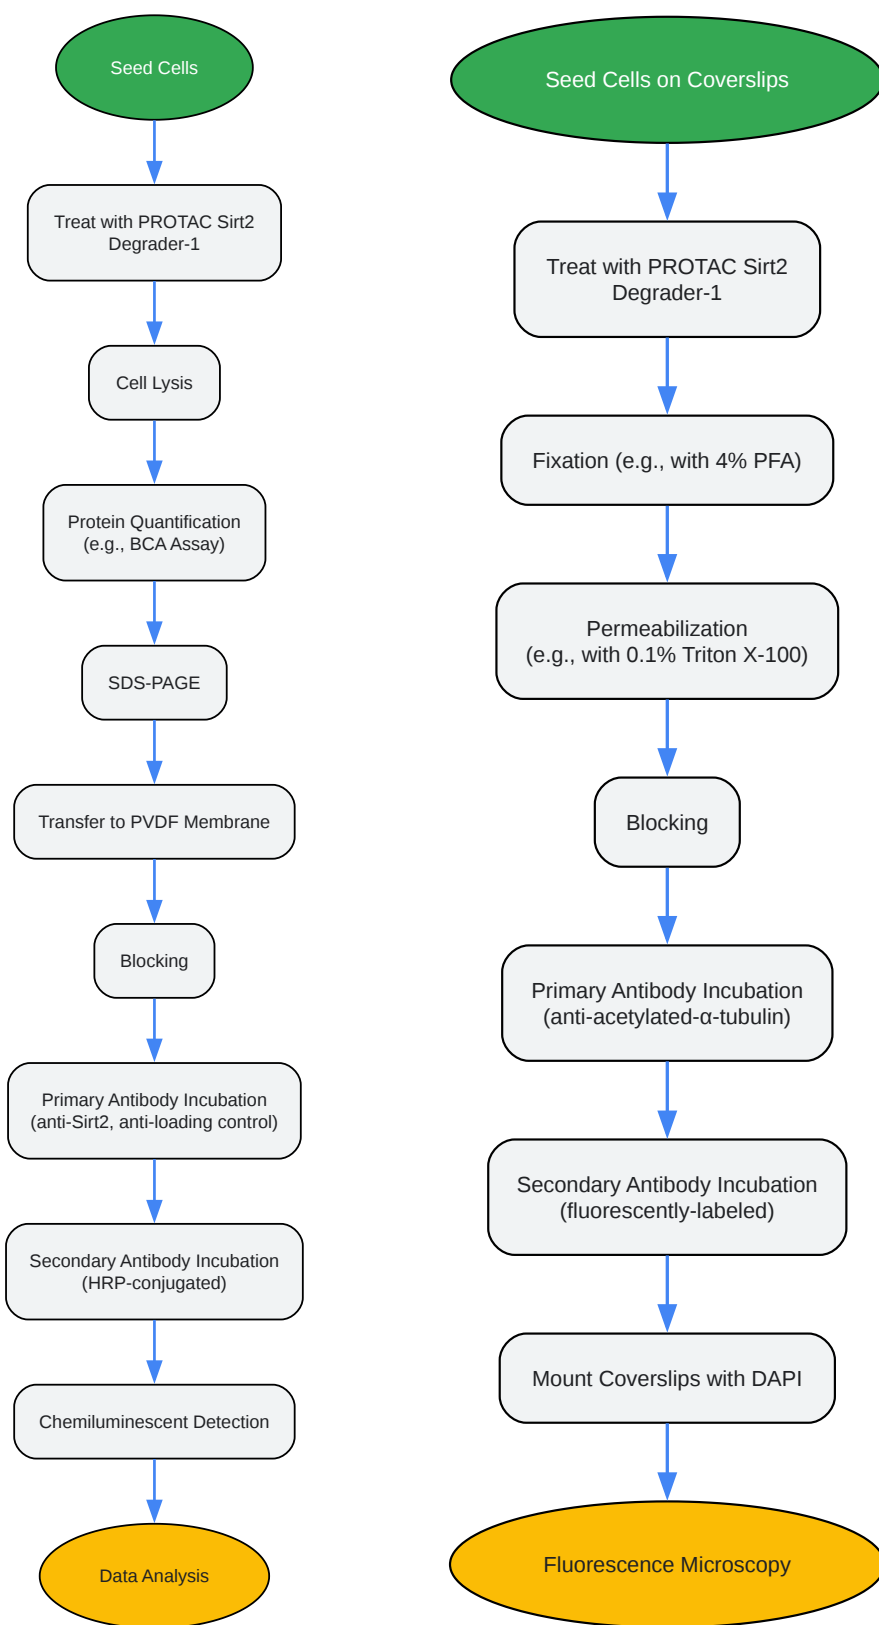 Seed Cells
Treat with PROTAC Sirt2
Degrader-1
Cell Lysis
Protein Quantification
(e.g., BCA Assay)
SDS-PAGE
Transfer to PVDF Membrane
Blocking
Primary Antibody Incubation
(anti-Sirt2, anti-loading control)
Secondary Antibody Incubation
(HRP-conjugated)
Chemiluminescent Detection
Data Analysis
Seed Cells on Coverslips
Treat with PROTAC Sirt2
Degrader-1
Fixation (e.g., with 4% PFA)
Permeabilization
(e.g., with 0.1% Triton X-100)
Blocking
Primary Antibody Incubation
(anti-acetylated-α-tubulin)
Secondary Antibody Incubation
(fluorescently-labeled)
Mount Coverslips with DAPI
Fluorescence Microscopy